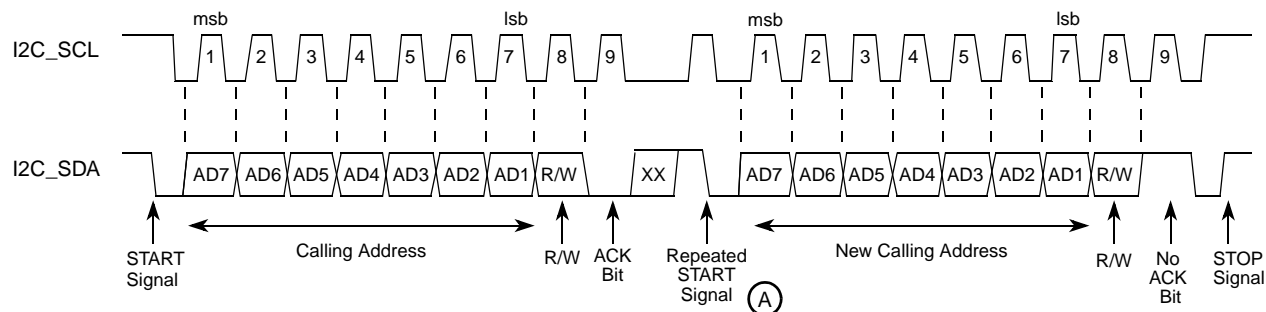 msb lsb msb lsb
I2C_SCL 1 2 3 4 5 6 7 8 9 1 2 3 4 5 6 7 8 9
I2C_SDA AD7 AD6 AD5 AD4 AD3 AD2 AD1 R/W XX AD7 AD6 AD5 AD4 AD3 AD2 AD1 R/W
START
Signal
Calling Address
R/W
ACK
Bit
Repeated
START
Signal
A
New Calling Address
R/W
No
ACK
Bit
STOP
Signal